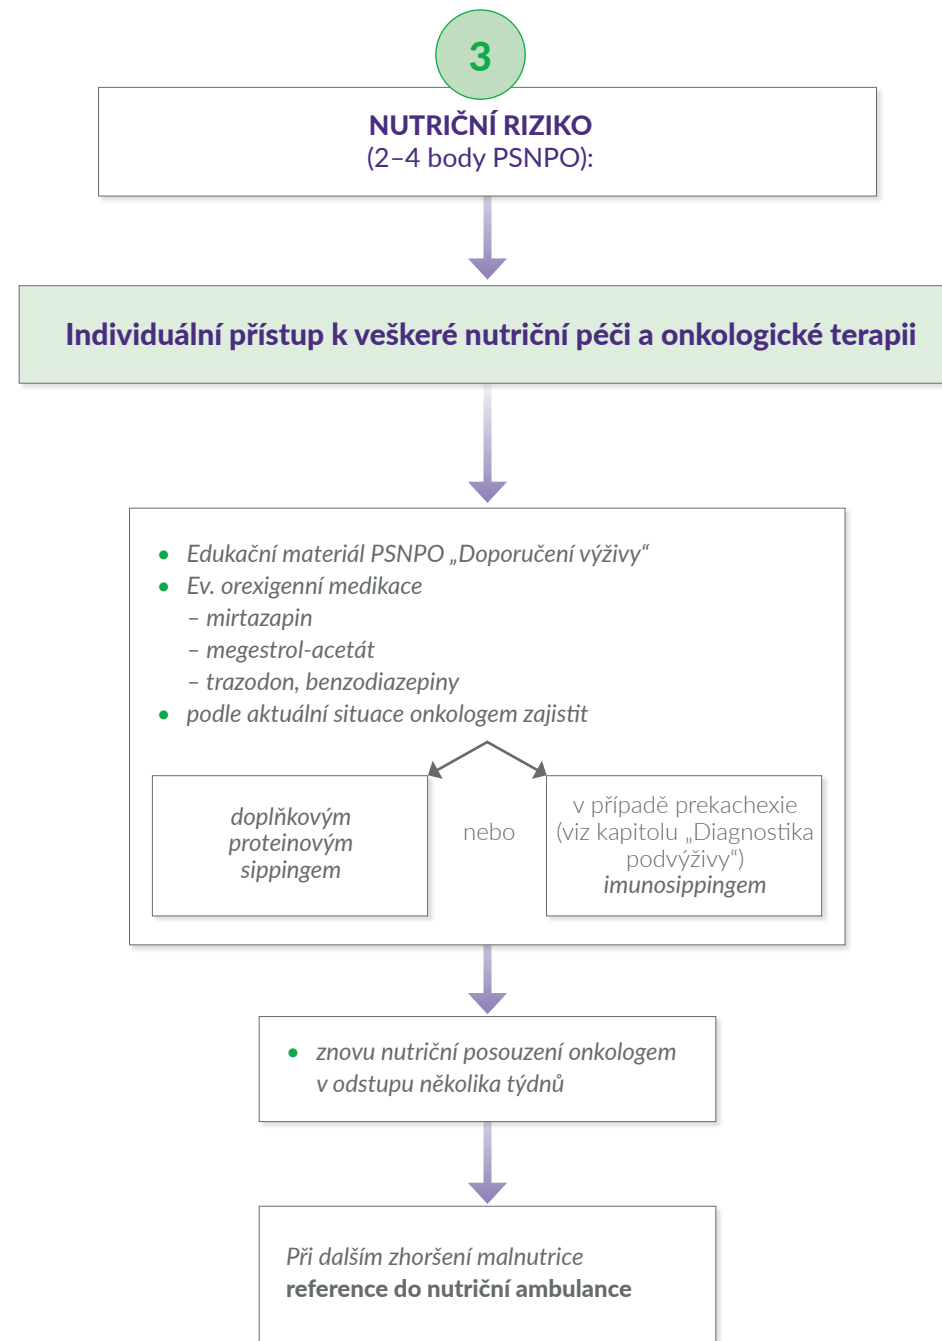 3
NUTRIČNÍ RIZIKO
(2–4 body PSNPO):
Individuální přístup k veškeré nutriční péči a onkologické terapii
• Edukační materiál PSNPO „Doporučení výživy“
• Ev. orexigenní medikace
– mirtazapin
– megestrol-acetát
– trazodon, benzodiazepiny
• podle aktuální situace onkologem zajistit
doplňkovým
proteinovým
sippingem
nebo
v případě prekachexie
(viz kapitolu „Diagnostika
podvýživy“)
imunosippingem
• znovu nutriční posouzení onkologem
v odstupu několika týdnů
Při dalším zhoršení malnutrice
reference do nutriční ambulance